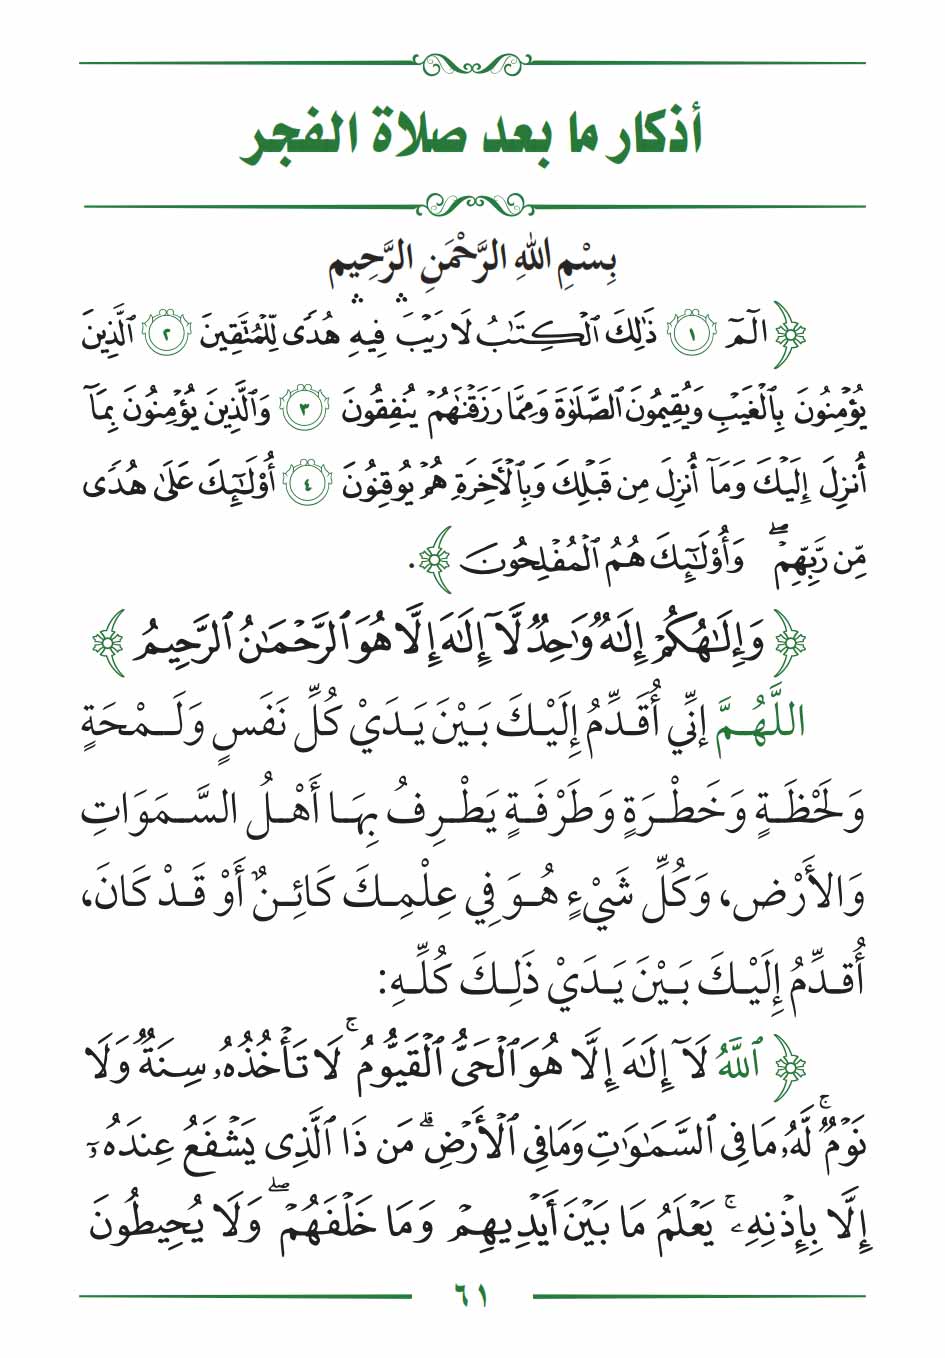 أذكار ما بعد صلاة الفجر
بِسْمِ اللهِ الرَّحْمَنِ الرَّحِيمِ
﴿الٓمٓ ۝١ ذَٰلِكَ ٱلْكِتَٰبُ لَا رَيْبَ ۛ فِيهِ ۛ هُدًى لِّلْمُتَّقِينَ ۝٢ ٱلَّذِينَ
يُؤْمِنُونَ بِٱلْغَيْبِ وَيُقِيمُونَ ٱلصَّلَوٰةَ وَمِمَّا رَزَقْنَٰهُمْ يُنفِقُونَ ۝٣ وَٱلَّذِينَ يُؤْمِنُونَ بِمَآ
أُنزِلَ إِلَيْكَ وَمَآ أُنزِلَ مِن قَبْلِكَ وَبِٱلْأَخِرَةِ هُمْ يُوقِنُونَ ۝٤ أُوْلَٰٓئِكَ عَلَىٰ هُدًى
مِّن رَّبِّهِمْ ۖ وَأُوْلَٰٓئِكَ هُمُ ٱلْمُفْلِحُونَ﴾.
﴿وَإِلَٰهُكُمْ إِلَٰهٌ وَٰحِدٌ لَّآ إِلَٰهَ إِلَّا هُوَ ٱلرَّحْمَٰنُ ٱلرَّحِيمُ﴾
اللَّهُمَّ إِنِّي أُقَدِّمُ إِلَيْكَ بَيْنَ يَدَيْ كُلِّ نَفَسٍ وَلَمْحَةٍ
وَلَحْظَةٍ وَخَطْرَةٍ وَطَرْفَةٍ يَطْرِفُ بِهَا أَهْلُ السَّمَوَاتِ
وَالأَرْضِ، وَكُلِّ شَيْءٍ هُوَ فِي عِلْمِكَ كَائِنٌ أَوْ قَدْ كَانَ،
أُقدِّمُ إِلَيْكَ بَيْنَ يَدَيْ ذَلِكَ كُلِّهِ:
﴿ٱللَّهُ لَآ إِلَٰهَ إِلَّا هُوَ ٱلْحَىُّ ٱلْقَيُّومُ ۚ لَا تَأْخُذُهُۥ سِنَةٌ وَلَا
نَوْمٌ ۚ لَّهُۥ مَا فِى ٱلسَّمَٰوَٰتِ وَمَا فِى ٱلْأَرْضِ ۗ مَن ذَا ٱلَّذِى يَشْفَعُ عِندَهُۥٓ
إِلَّا بِإِذْنِهِۦ ۚ يَعْلَمُ مَا بَيْنَ أَيْدِيهِمْ وَمَا خَلْفَهُمْ ۖ وَلَا يُحِيطُونَ
٦١